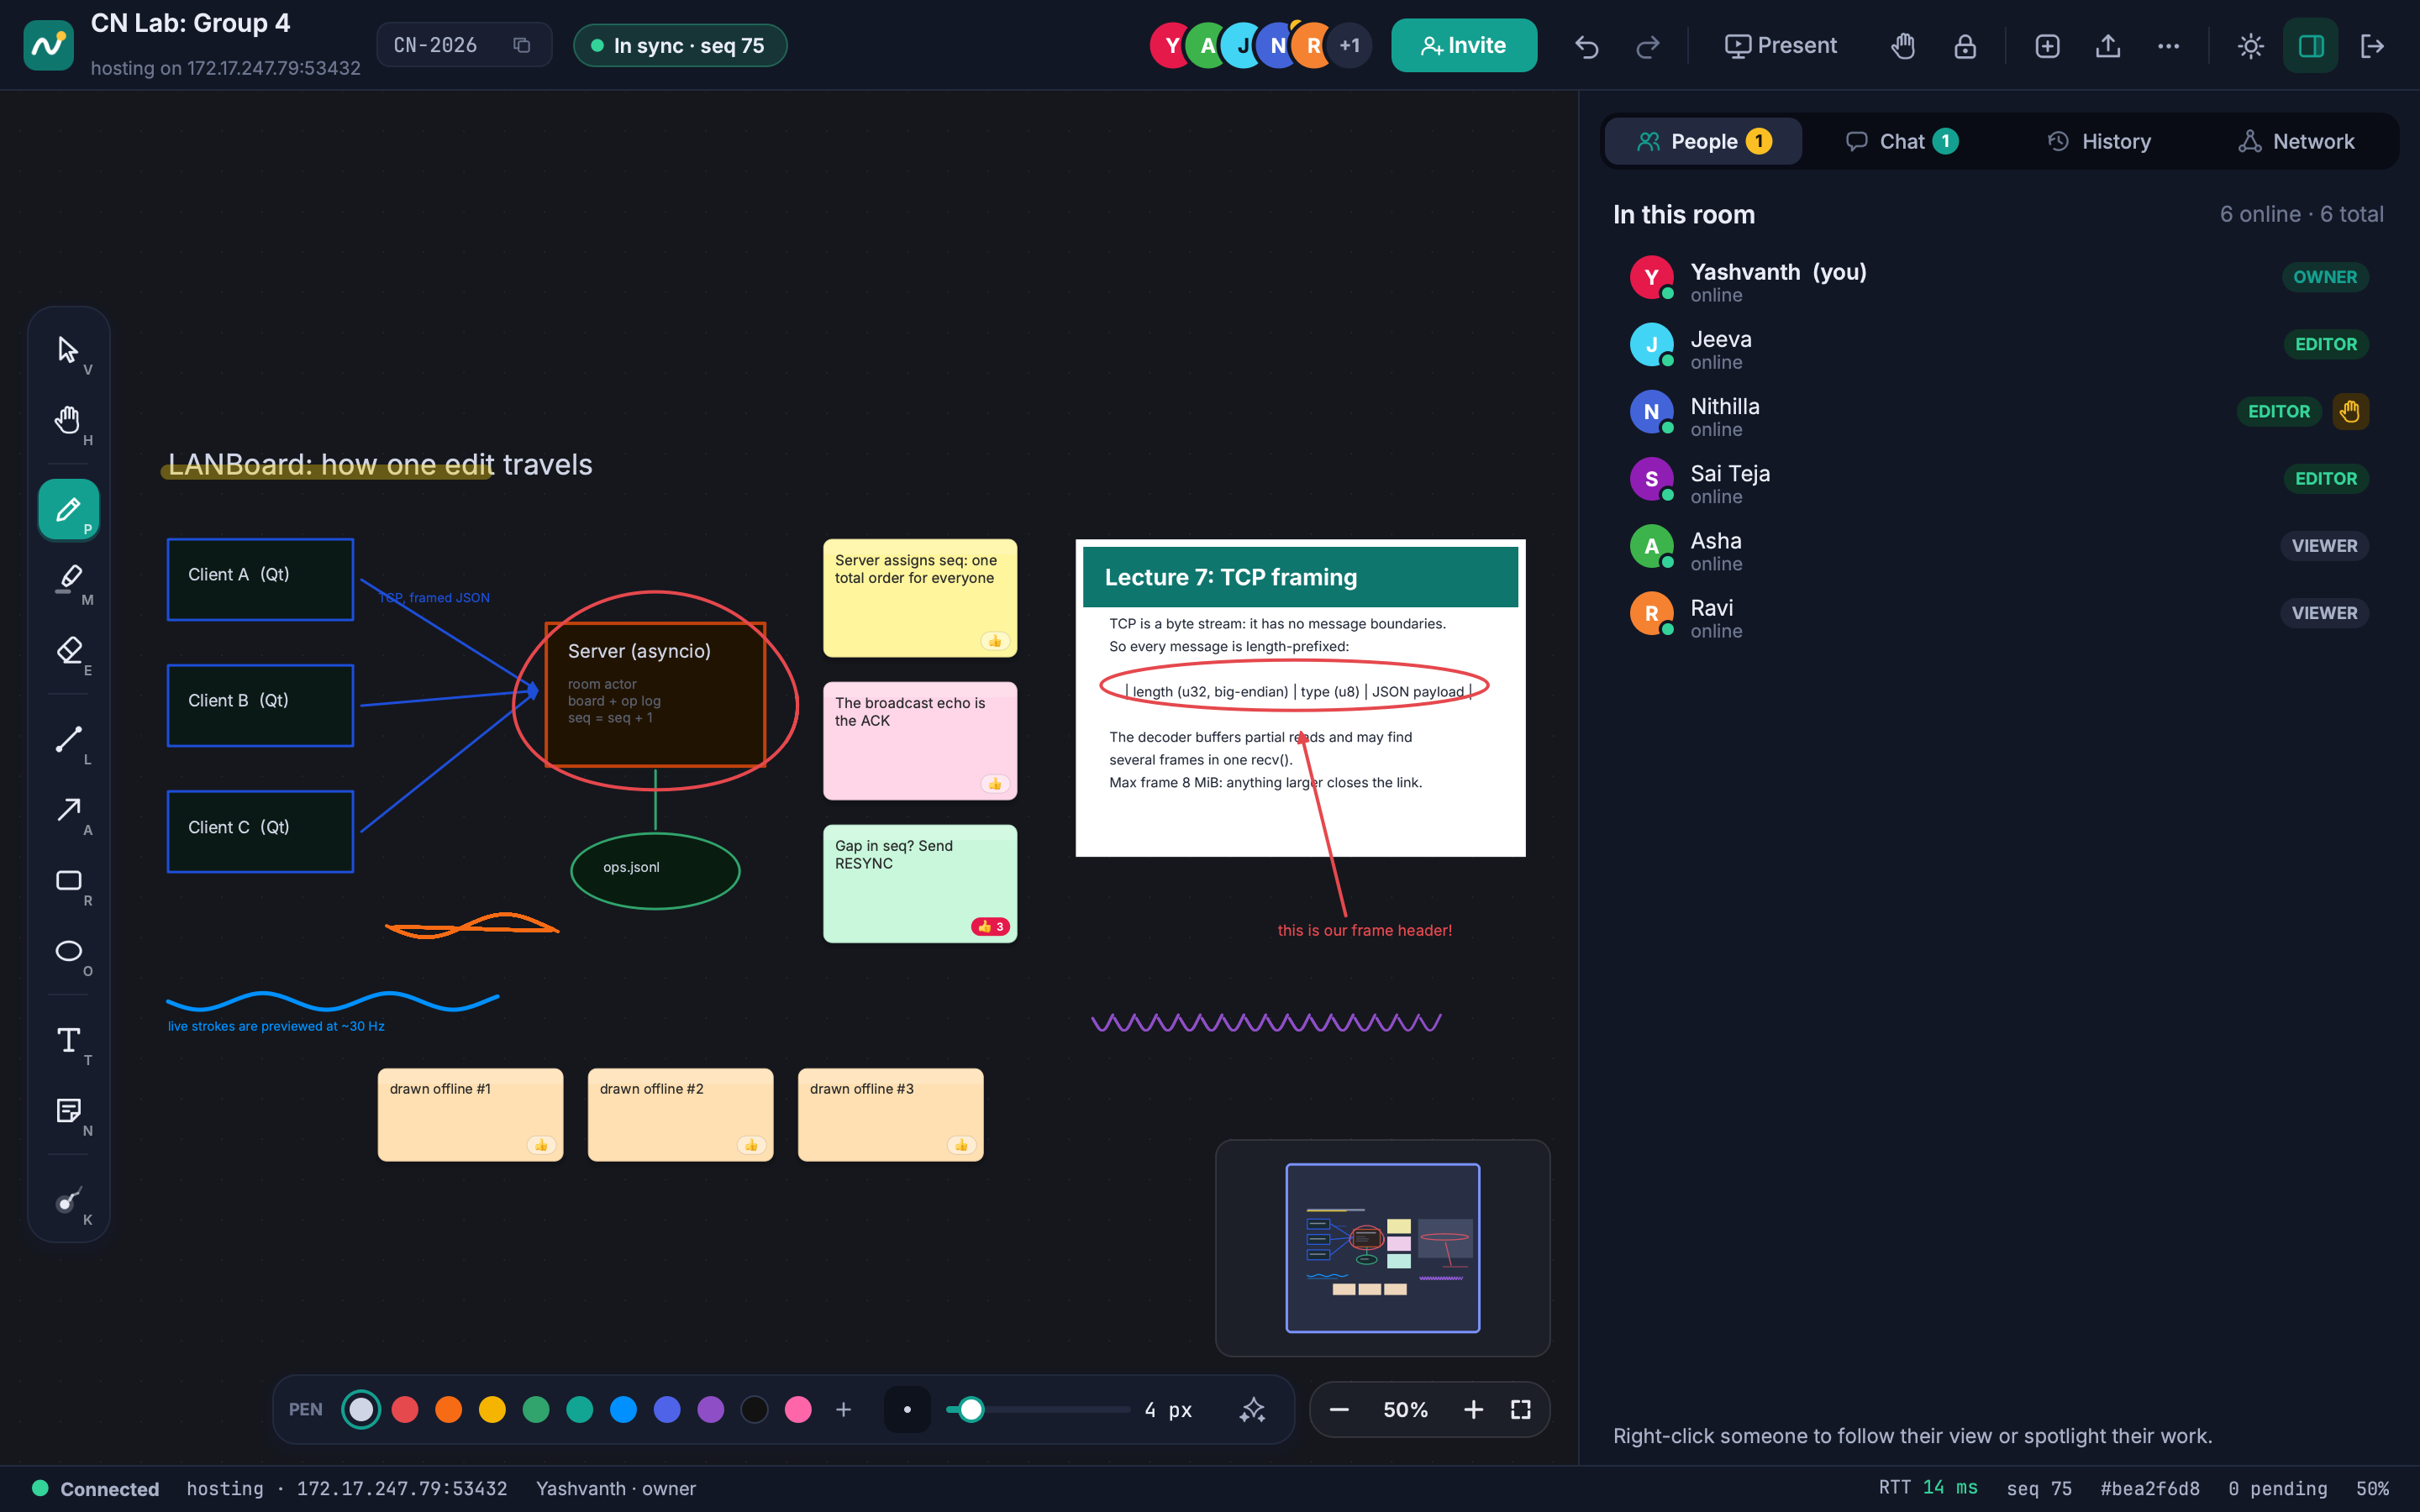 CN Lab: Group 4
hosting on 172.17.247.79:53432
CN-2026
In sync · seq 75
Y A J N R +1
Invite
Present
People 1
Chat 1
History
Network
In this room
6 online · 6 total
Y
Yashvanth (you)
online
OWNER
J
Jeeva
online
EDITOR
N
Nithilla
online
EDITOR
S
Sai Teja
online
EDITOR
A
Asha
online
VIEWER
R
Ravi
online
VIEWER
Right-click someone to follow their view or spotlight their work.
V
H
P
M
E
L
A
R
O
T
N
K
LANBoard: how one edit travels
Client A (Qt)
TCP, framed JSON
Client B (Qt)
Client C (Qt)
Server (asyncio)
room actor
board + op log
seq = seq + 1
ops.jsonl
Server assigns seq: one
total order for everyone
The broadcast echo is
the ACK
Gap in seq? Send
RESYNC
👍 3
Lecture 7: TCP framing
TCP is a byte stream: it has no message boundaries.
So every message is length-prefixed:
| length (u32, big-endian) | type (u8) | JSON payload |
The decoder buffers partial reads and may find
several frames in one recv().
Max frame 8 MiB: anything larger closes the link.
this is our frame header!
live strokes are previewed at ~30 Hz
drawn offline #1
drawn offline #2
drawn offline #3
PEN
4 px
50%
Connected
hosting · 172.17.247.79:53432
Yashvanth · owner
RTT 14 ms
seq 75
#bea2f6d8
0 pending
50%